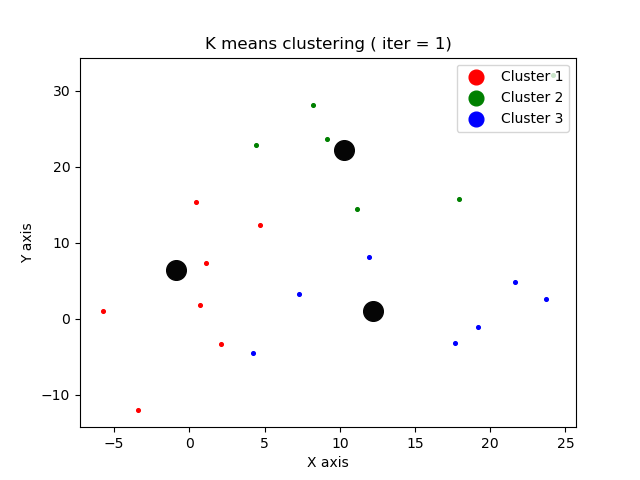 K means clustering ( iter = 1)
Cluster 1
Cluster 2
Cluster 3
30
20
10
0
−10
Y axis
−5
0
5
10
15
20
25
X axis